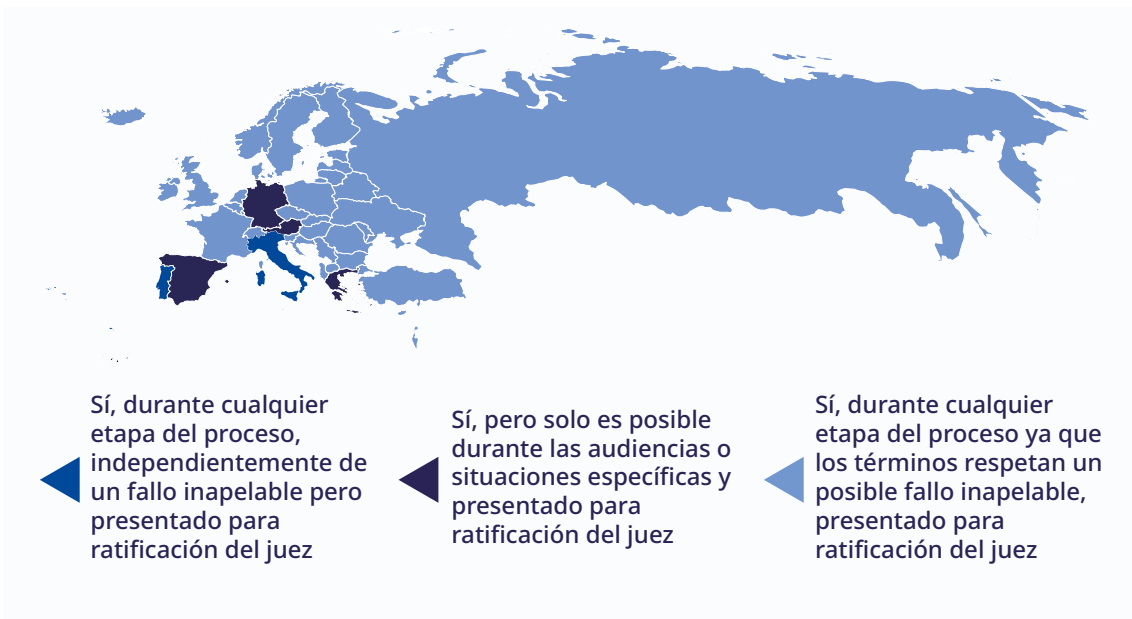 Sí, durante cualquier
etapa del proceso,
independientemente de
un fallo inapelable pero
presentado para
ratificación del juez
Sí, pero solo es posible
durante las audiencias o
situaciones específicas y
presentado para
ratificación del juez
Sí, durante cualquier
etapa del proceso ya que
los términos respetan un
posible fallo inapelable,
presentado para
ratificación del juez